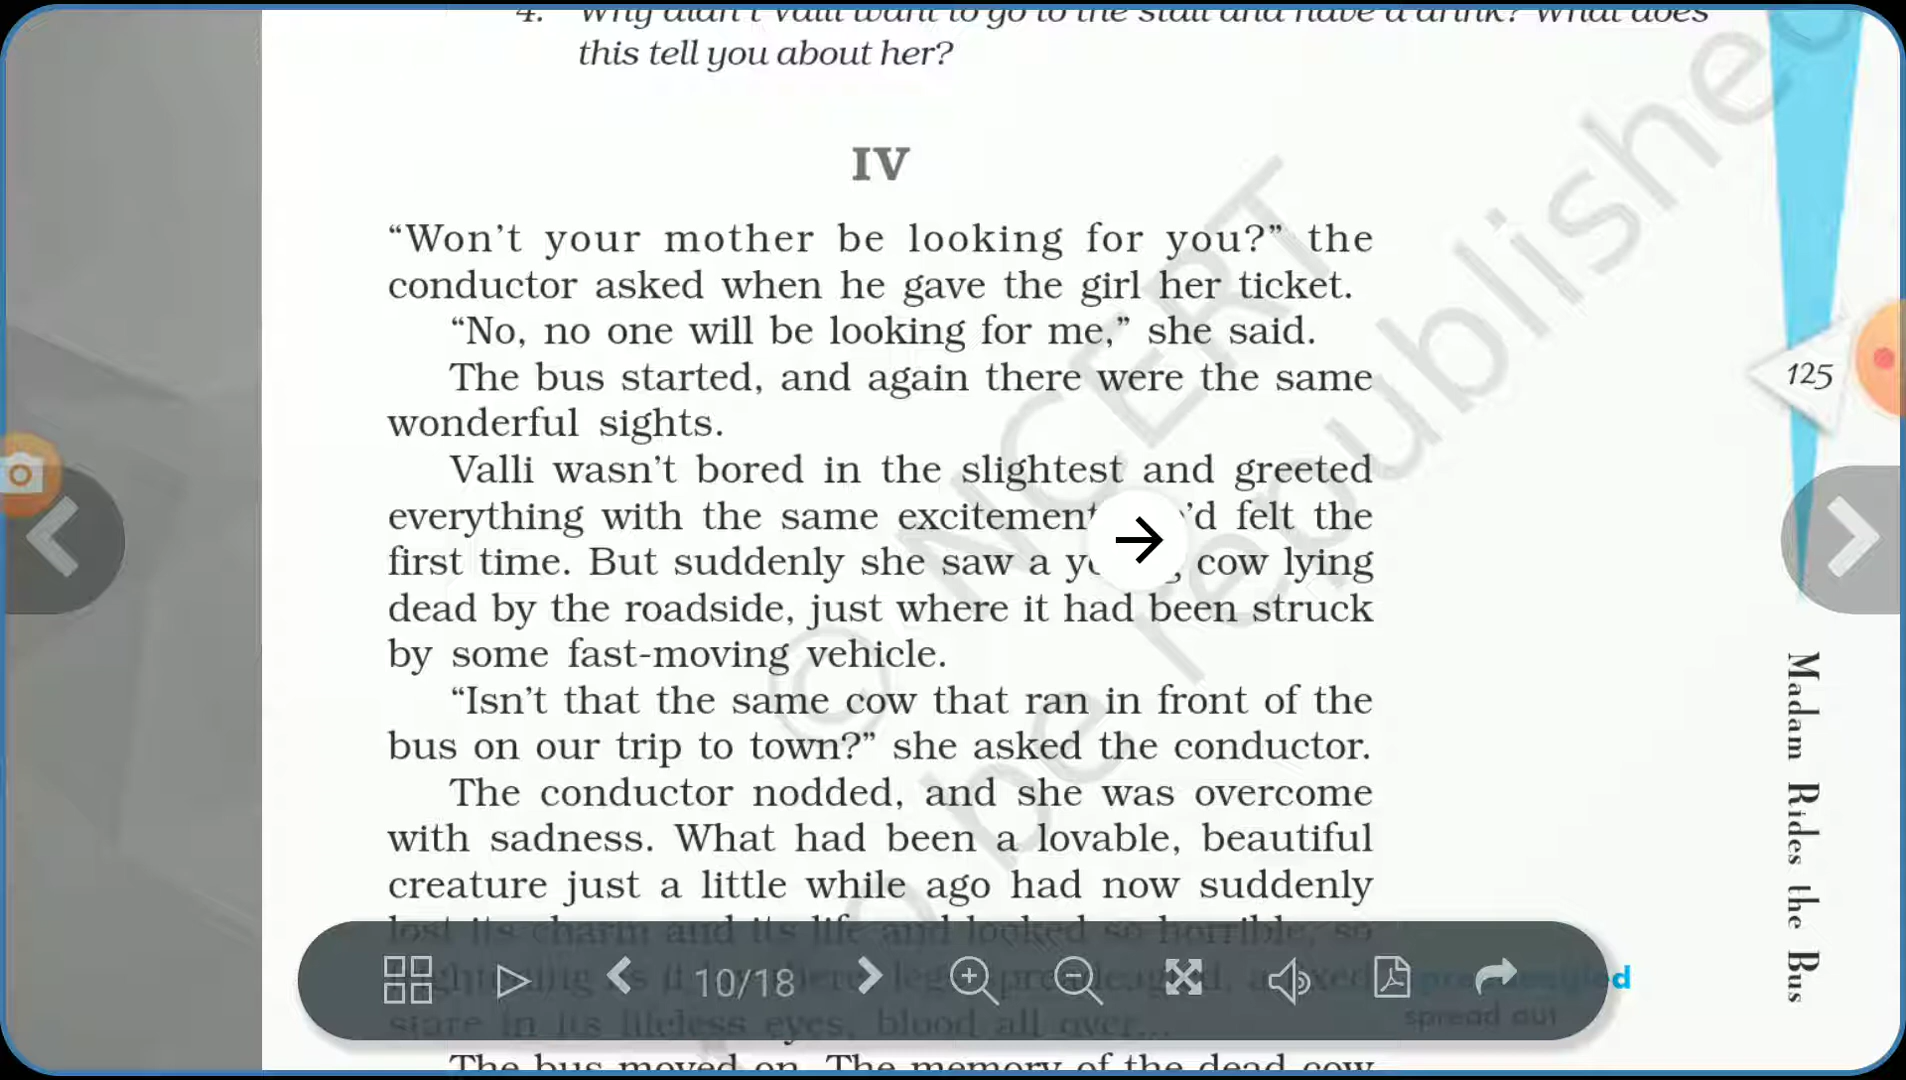 4. Why didn't Valli want to go to the stall and have a drink? What does
this tell you about her?
IV
“Won’t your mother be looking for you?” the
conductor asked when he gave the girl her ticket.
“No, no one will be looking for me,” she said.
The bus started, and again there were the same
wonderful sights.
Valli wasn’t bored in the slightest and greeted
everything with the same excitement ’d felt the
first time. But suddenly she saw a cow lying
dead by the roadside, just where it had been struck
by some fast-moving vehicle.
“Isn’t that the same cow that ran in front of the
bus on our trip to town?” she asked the conductor.
The conductor nodded, and she was overcome
with sadness. What had been a lovable, beautiful
creature just a little while ago had now suddenly
lost its charm and its life and looked so horrible, so
stare in its lifeless eyes, blood all over...
spread out
The bus moved on. The memory of the dead cow
10/18
125
Madam Rides the Bus
© NCERT
be republished